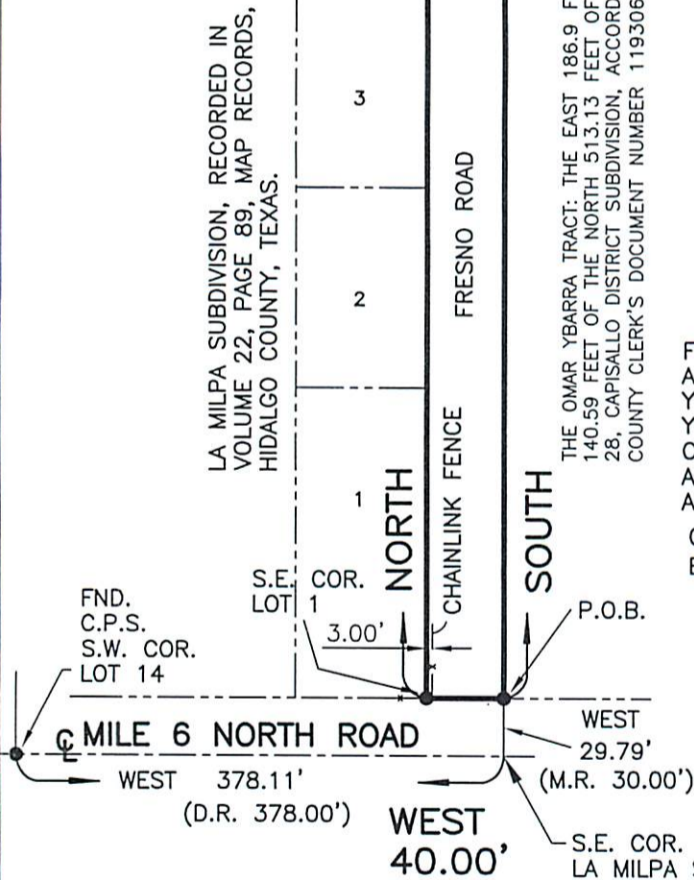 LA MILPA SUBDIVISION, RECORDED IN
VOLUME 22, PAGE 89, MAP RECORDS,
HIDALGO COUNTY, TEXAS.
3
2
1
FRESNO ROAD
CHAINLINK FENCE
NORTH
SOUTH
THE OMAR YBARRA TRACT: THE EAST 186.9 F
140.59 FEET OF THE NORTH 513.13 FEET OF
28, CAPISALLO DISTRICT SUBDIVISION, ACCORD
COUNTY CLERK'S DOCUMENT NUMBER 119306
F
A
Y
Y
A
A
FND.
C.P.S.
S.W. COR.
LOT 14
S.E. COR.
LOT 1
3.00'
P.O.B.
℄ MILE 6 NORTH ROAD
WEST 378.11'
(D.R. 378.00')
WEST
29.79'
(M.R. 30.00')
WEST
40.00'
S.E. COR.
LA MILPA